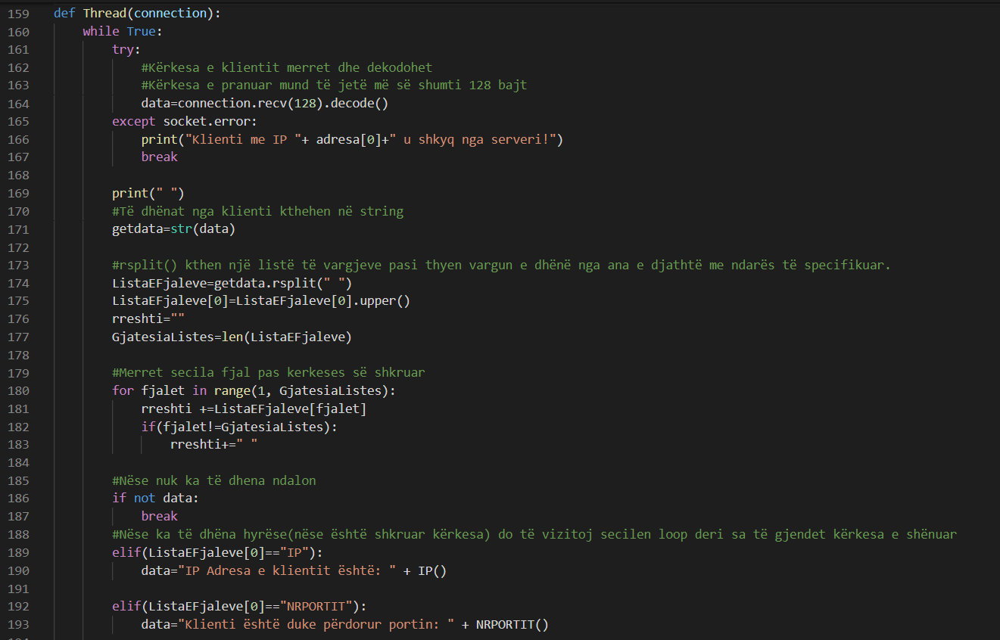 159 def Thread(connection):
160     while True:
161         try:
162             #Kërkesa e klientit merret dhe dekodohet
163             #Kërkesa e pranuar mund të jetë më së shumti 128 bajt
164             data=connection.recv(128).decode()
165         except socket.error:
166             print("Klienti me IP "+ adresa[0]+" u shkyq nga serveri!")
167             break
168
169         print(" ")
170         #Të dhënat nga klienti kthehen në string
171         getdata=str(data)
172
173         #rsplit() kthen një listë të vargjeve pasi thyen vargun e dhënë nga ana e djathtë me ndarës të specifikuar.
174         ListaEFjaleve=getdata.rsplit(" ")
175         ListaEFjaleve[0]=ListaEFjaleve[0].upper()
176         rreshti=""
177         GjatesiaListes=len(ListaEFjaleve)
178
179         #Merret secila fjal pas kerkeses së shkruar
180         for fjalet in range(1, GjatesiaListes):
181             rreshti +=ListaEFjaleve[fjalet]
182             if(fjalet!=GjatesiaListes):
183                 rreshti+=" "
184
185         #Nëse nuk ka të dhena ndalon
186         if not data:
187             break
188         #Nëse ka të dhëna hyrëse(nëse është shkruar kërkesa) do të vizitoj secilen loop deri sa të gjendet kërkesa e shënuar
189         elif(ListaEFjaleve[0]=="IP"):
190             data="IP Adresa e klientit është: " + IP()
191
192         elif(ListaEFjaleve[0]=="NRPORTIT"):
193             data="Klienti është duke përdorur portin: " + NRPORTIT()